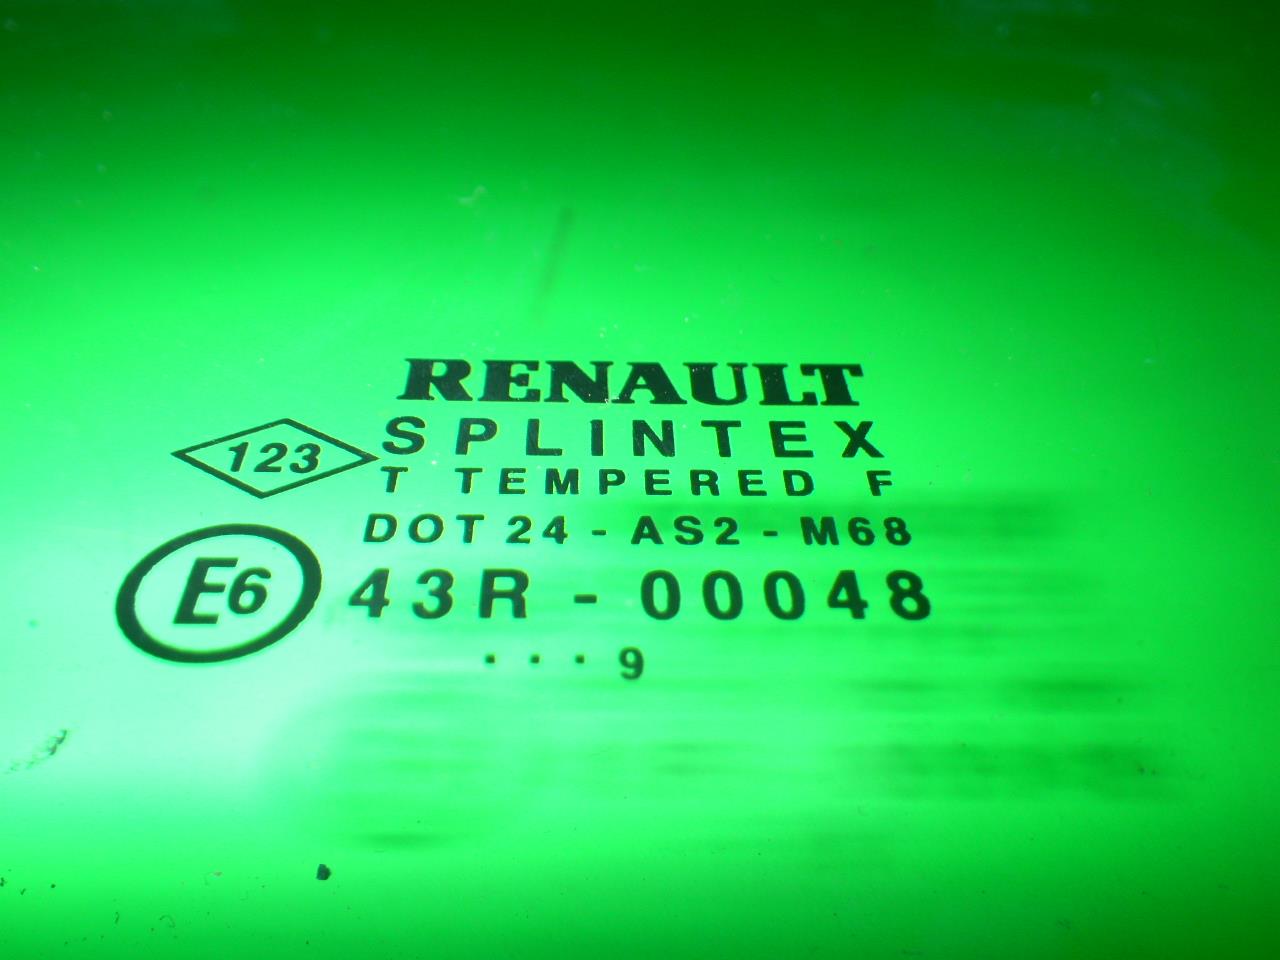 RENAULT
123
SPLINTEX
T TEMPERED F
DOT 24 - AS2 - M68
E6
43R - 00048
· · · 9